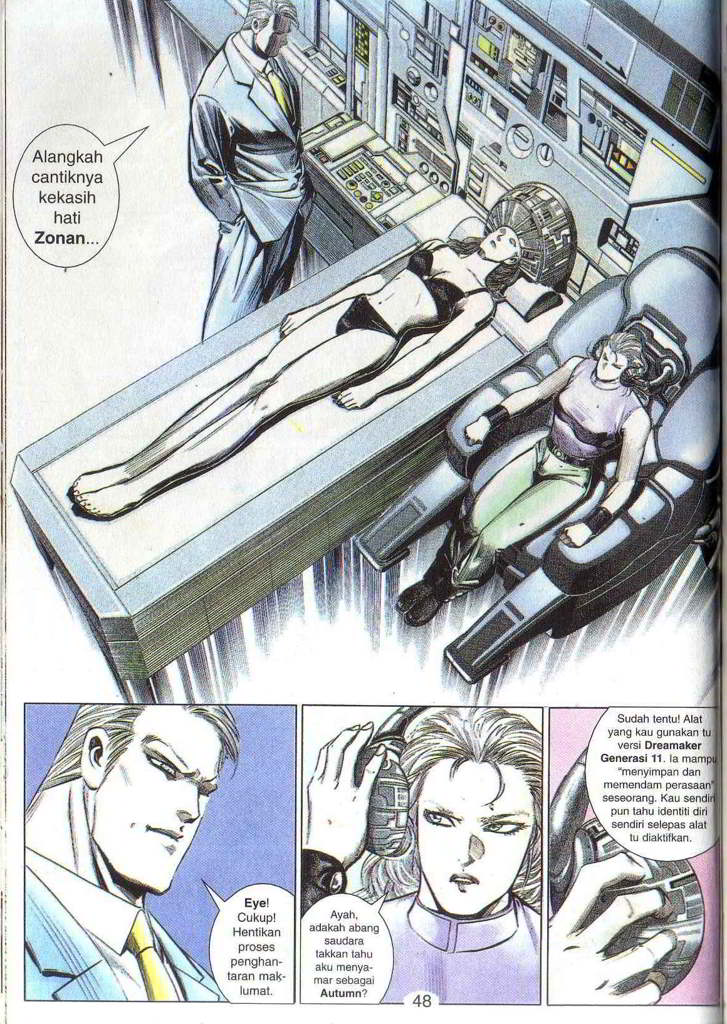 Alangkah
cantiknya
kekasih
hati
Zonan...
Eye!
Cukup!
Hentikan
proses
penghan-
taran mak-
lumat.
Ayah,
adakah abang
saudara
takkan tahu
aku menya-
mar sebagai
Autumn?
Sudah tentu! Alat
yang kau gunakan tu
versi Dreamaker
Generasi 11. Ia mampu
"menyimpan dan
memendam perasaan"
seseorang. Kau sendiri
pun tahu identiti diri
sendiri selepas alat
tu diaktifkan.
48